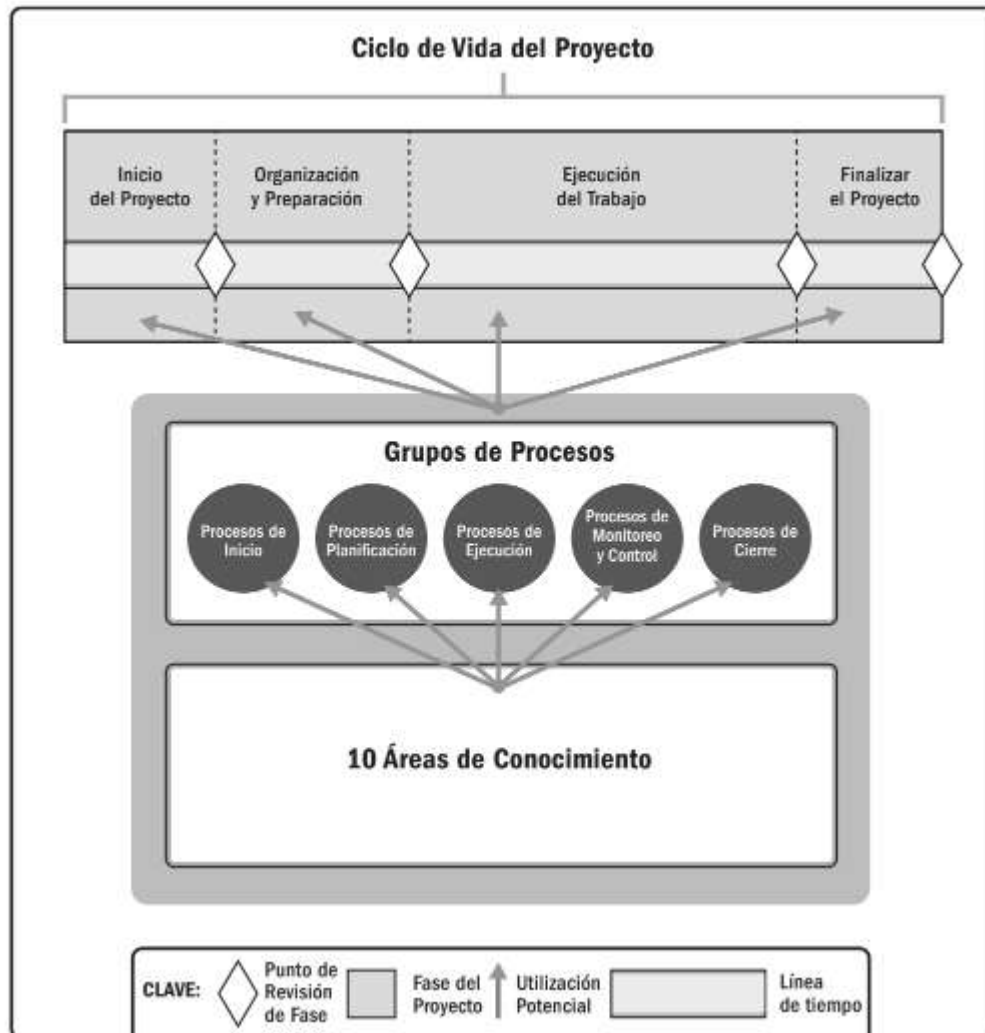 Ciclo de Vida del Proyecto
Inicio
del Proyecto
Organización
y Preparación
Ejecución
del Trabajo
Finalizar
el Proyecto
Grupos de Procesos
Procesos de
Inicio
Procesos de
Planificación
Procesos de
Ejecución
Procesos de
Monitoreo
y Control
Procesos de
Cierre
10 Áreas de Conocimiento
CLAVE:
Punto de
Revisión
de Fase
Fase del
Proyecto
Utilización
Potencial
Línea
de tiempo